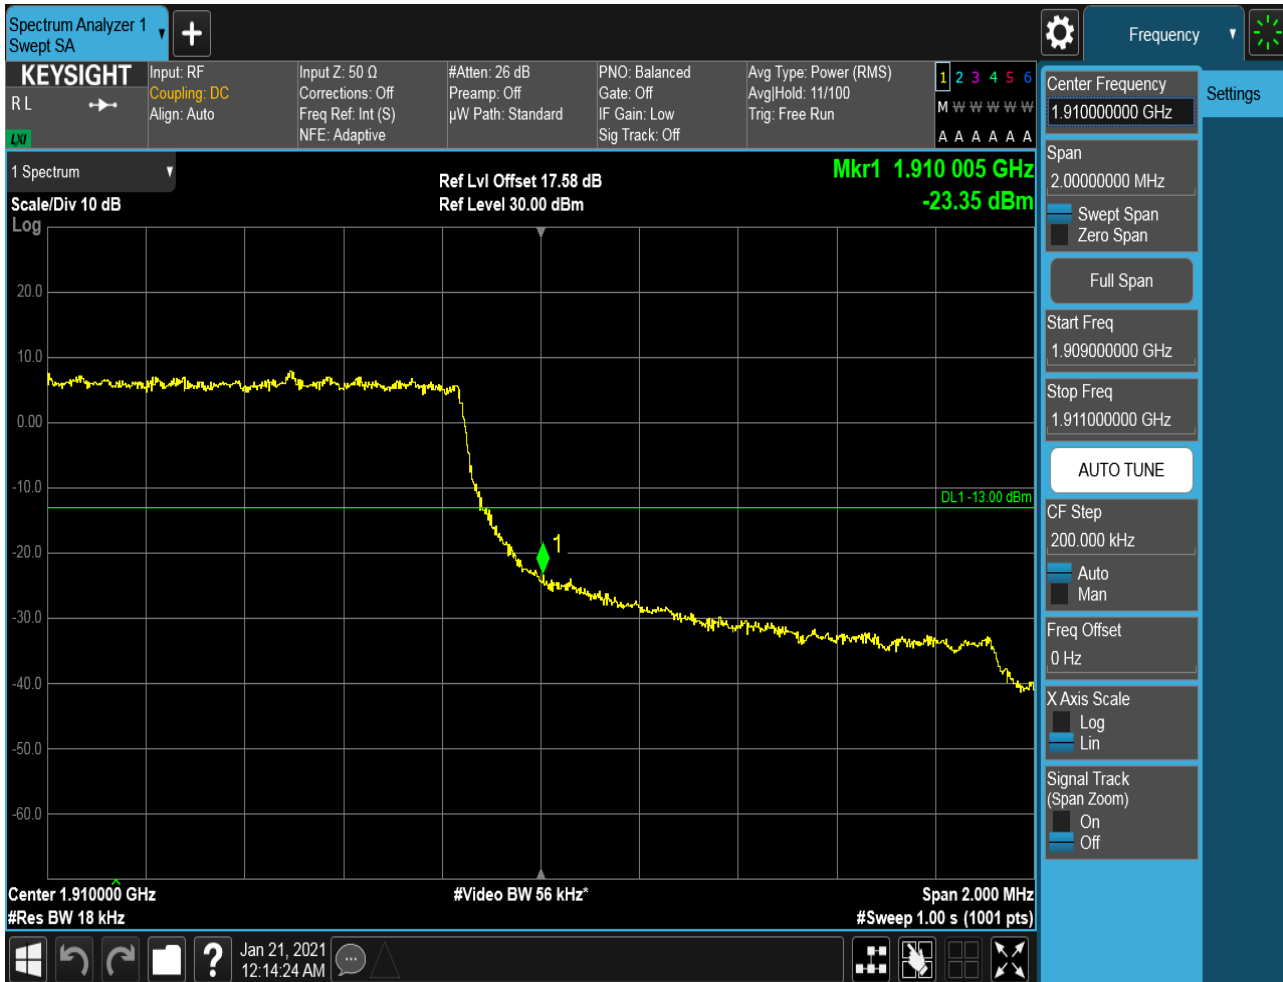 Spectrum Analyzer 1
Swept SA
+
Frequency
KEYSIGHT
R L
LXI
Input: RF
Coupling: DC
Align: Auto
Input Z: 50 Ω
Corrections: Off
Freq Ref: Int (S)
NFE: Adaptive
#Atten: 26 dB
Preamp: Off
µW Path: Standard
PNO: Balanced
Gate: Off
IF Gain: Low
Sig Track: Off
Avg Type: Power (RMS)
Avg|Hold: 11/100
Trig: Free Run
1 2 3 4 5 6
M W W W W W
A A A A A A
1 Spectrum
Scale/Div 10 dB
Log
Ref Lvl Offset 17.58 dB
Ref Level 30.00 dBm
Mkr1 1.910 005 GHz
-23.35 dBm
20.0
10.0
0.00
-10.0
-20.0
-30.0
-40.0
-50.0
-60.0
DL1 -13.00 dBm
1
Center 1.910000 GHz
#Res BW 18 kHz
#Video BW 56 kHz*
Span 2.000 MHz
#Sweep 1.00 s (1001 pts)
Center Frequency
1.910000000 GHz
Settings
Span
2.00000000 MHz
Swept Span
Zero Span
Full Span
Start Freq
1.909000000 GHz
Stop Freq
1.911000000 GHz
AUTO TUNE
CF Step
200.000 kHz
Auto
Man
Freq Offset
0 Hz
X Axis Scale
Log
Lin
Signal Track
(Span Zoom)
On
Off
?
Jan 21, 2021
12:14:24 AM